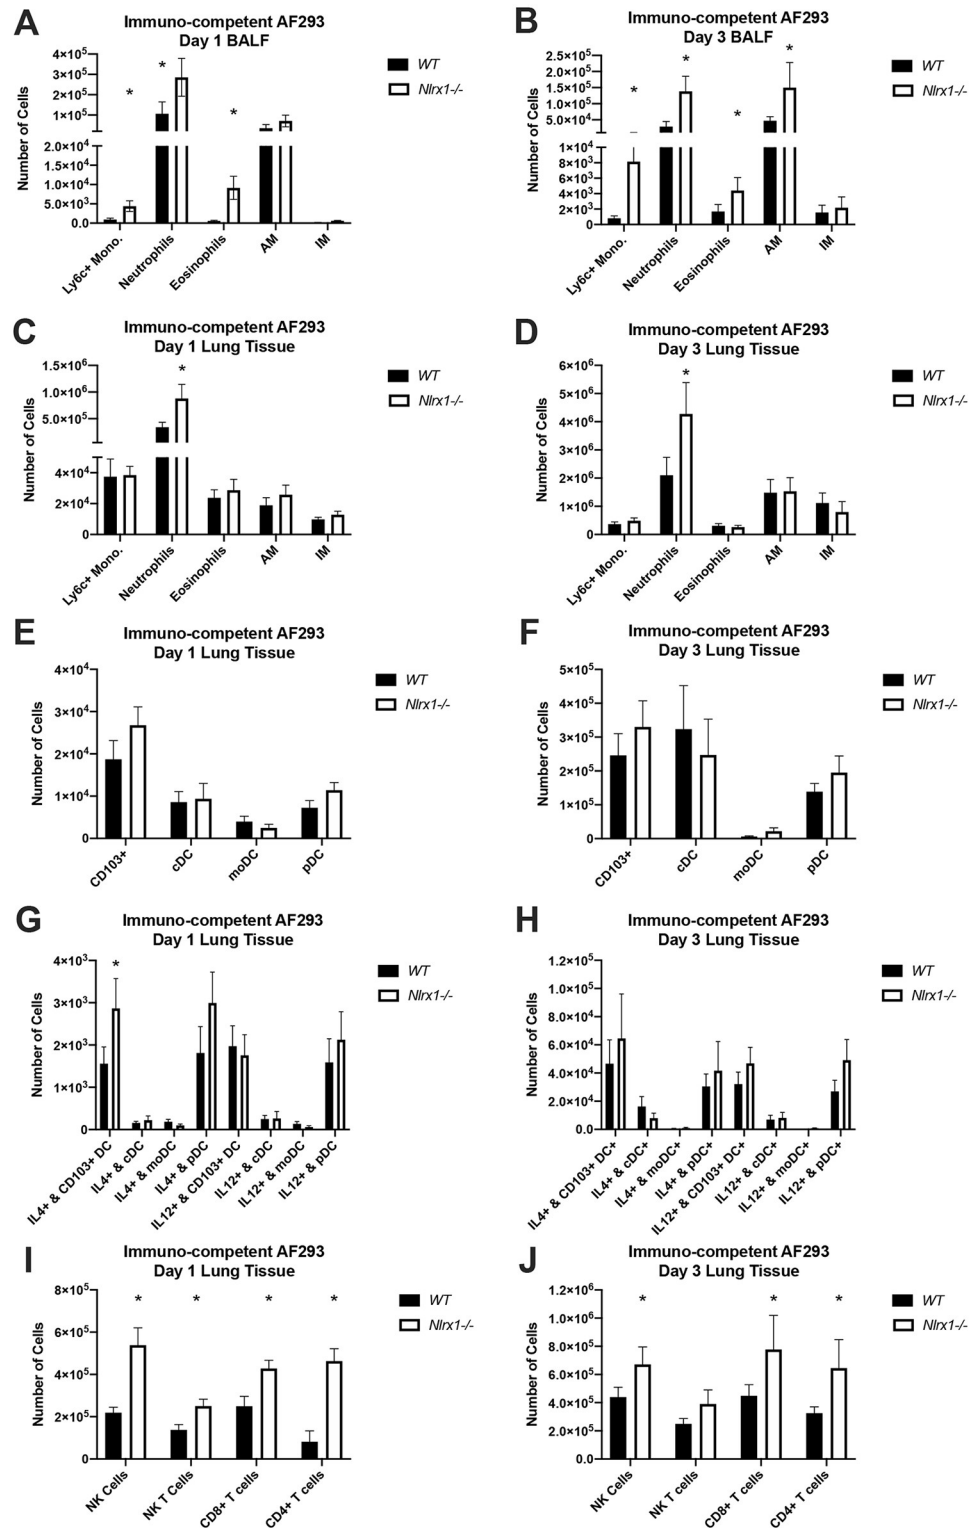 A
Immuno-competent AF293
Day 1 BALF
Number of Cells
4×10⁵
3×10⁵
2×10⁵
1×10⁵
2.0×10⁴
1.5×10⁴
1.0×10⁴
5.0×10³
0.0
* * *
WT
Nlrx1-/-
Ly6c+ Mono.
Neutrophils
Eosinophils
AM
IM
B
Immuno-competent AF293
Day 3 BALF
Number of Cells
2.5×10⁵
2.0×10⁵
1.5×10⁵
1.0×10⁵
5.0×10⁴
1×10⁴
8×10³
6×10³
4×10³
2×10³
0
* * * *
WT
Nlrx1-/-
Ly6c+ Mono.
Neutrophils
Eosinophils
AM
IM
C
Immuno-competent AF293
Day 1 Lung Tissue
Number of Cells
1.5×10⁶
1.0×10⁶
5.0×10⁵
4×10⁴
2×10⁴
0
*
WT
Nlrx1-/-
Ly6c+ Mono.
Neutrophils
Eosinophils
AM
IM
D
Immuno-competent AF293
Day 3 Lung Tissue
Number of Cells
6×10⁶
5×10⁶
4×10⁶
3×10⁶
2×10⁶
1×10⁶
0
*
WT
Nlrx1-/-
Ly6c+ Mono.
Neutrophils
Eosinophils
AM
IM
E
Immuno-competent AF293
Day 1 Lung Tissue
Number of Cells
4×10⁴
3×10⁴
2×10⁴
1×10⁴
0
WT
Nlrx1-/-
CD103+
cDC
moDC
pDC
F
Immuno-competent AF293
Day 3 Lung Tissue
Number of Cells
5×10⁵
4×10⁵
3×10⁵
2×10⁵
1×10⁵
0
WT
Nlrx1-/-
CD103+
cDC
moDC
pDC
G
Immuno-competent AF293
Day 1 Lung Tissue
Number of Cells
4×10³
3×10³
2×10³
1×10³
0
*
WT
Nlrx1-/-
IL4+ & CD103+ DC
IL4+ & cDC
IL4+ & moDC
IL4+ & pDC
IL12+ & CD103+ DC
IL12+ & cDC
IL12+ & moDC
IL12+ & pDC
H
Immuno-competent AF293
Day 3 Lung Tissue
Number of Cells
1.2×10⁵
1.0×10⁵
8.0×10⁴
6.0×10⁴
4.0×10⁴
2.0×10⁴
0.0
WT
Nlrx1-/-
IL4+ & CD103+ DC+
IL4+ & cDC+
IL4+ & moDC+
IL4+ & pDC+
IL12+ & CD103+ DC+
IL12+ & cDC+
IL12+ & moDC+
IL12+ & pDC+
I
Immuno-competent AF293
Day 1 Lung Tissue
Number of Cells
8×10⁵
6×10⁵
4×10⁵
2×10⁵
0
* * * *
WT
Nlrx1-/-
NK Cells
NK T cells
CD8+ T cells
CD4+ T cells
J
Immuno-competent AF293
Day 3 Lung Tissue
Number of Cells
1.2×10⁶
1.0×10⁶
8.0×10⁵
6.0×10⁵
4.0×10⁵
2.0×10⁵
0.0
* * *
WT
Nlrx1-/-
NK Cells
NK T cells
CD8+ T cells
CD4+ T cells